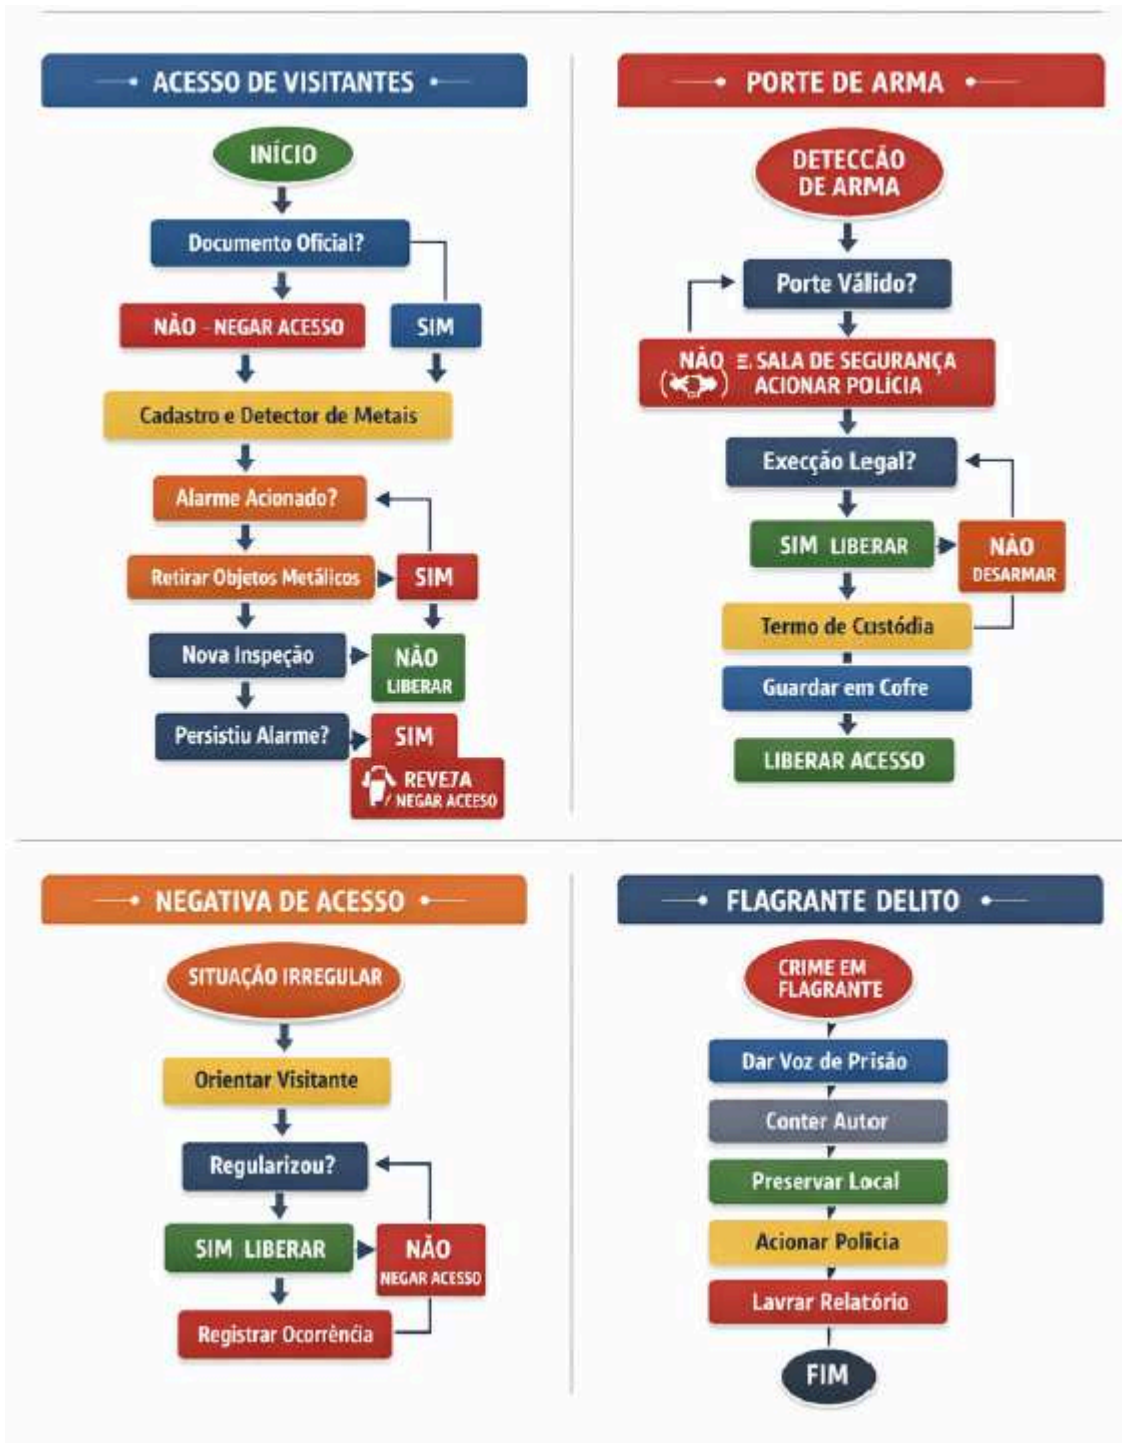 ACESSO DE VISITANTES
INÍCIO
Documento Oficial?
NÃO - NEGAR ACESSO
SIM
Cadastro e Detector de Metais
Alarme Acionado?
Retirar Objetos Metálicos
SIM
Nova Inspeção
NÃO
LIBERAR
Persistiu Alarme?
SIM
REVE7A
NEGAR ACEESO
PORTE DE ARMA
DETECCÃO
DE ARMA
Porte Válido?
NÃO E. SALA DE SEGURANÇA
ACIONAR POLÍCIA
Execção Legal?
SIM LIBERAR
NÃO
DESARMAR
Termo de Custódia
Guardar em Cofre
LIBERAR ACESSO
NEGATIVA DE ACESSO
SITUAÇÃO IRREGULAR
Orientar Visitante
Regularizou?
SIM LIBERAR
NÃO
NEGAR ACESSO
Registrar Ocorrência
FLAGRANTE DELITO
CRIME EM
FLAGRANTE
Dar Voz de Prisão
Conter Autor
Preservar Local
Acionar Policia
Lavrar Relatório
FIM